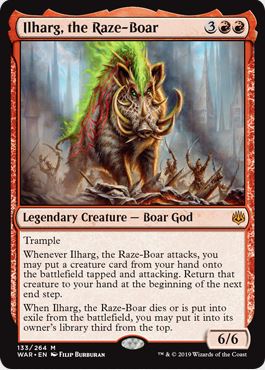 Ilharg, the Raze-Boar 3
Legendary Creature — Boar God
Trample
Whenever Ilharg, the Raze-Boar attacks, you
may put a creature card from your hand onto
the battlefield tapped and attacking. Return that
creature to your hand at the beginning of the next
end step.
When Ilharg, the Raze-Boar dies or is put into
exile from the battlefield, you may put it into its
owner's library third from the top.
6/6
133/264 M
WAR • EN Filip Burburan
™ & © 2019 Wizards of the Coast